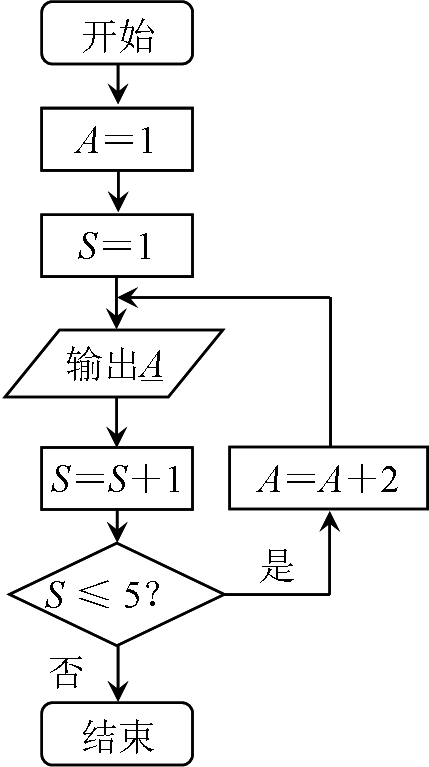 开始
A=1
S=1
输出A
S=S+1
A=A+2
S ≤ 5?
是
否
结束